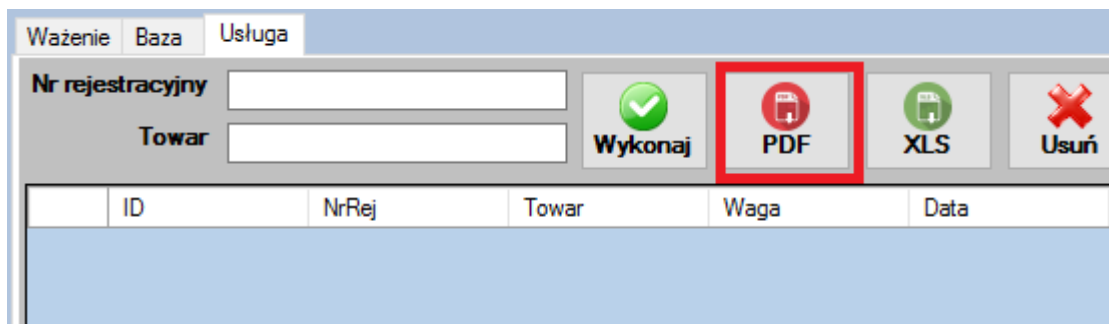 Ważenie Baza Usługa
Nr rejestracyjny
Towar
Wykonaj PDF XLS Usuń
ID NrRej Towar Waga Data